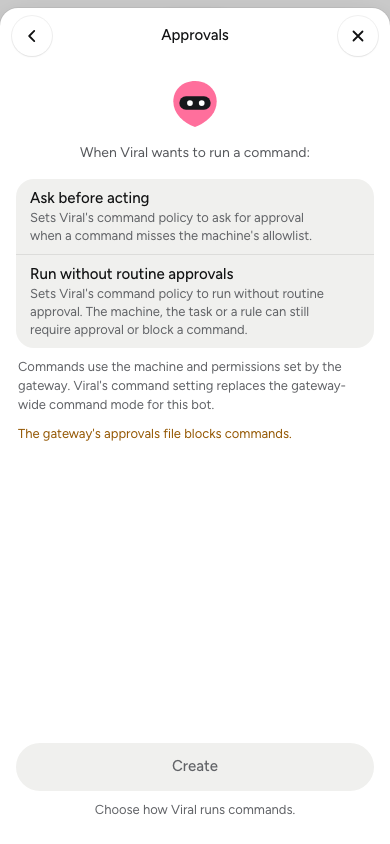 Approvals
When Viral wants to run a command:
Ask before acting
Sets Viral's command policy to ask for approval
when a command misses the machine's allowlist.
Run without routine approvals
Sets Viral's command policy to run without routine
approval. The machine, the task or a rule can still
require approval or block a command.
Commands use the machine and permissions set by the
gateway. Viral's command setting replaces the gateway-
wide command mode for this bot.
The gateway's approvals file blocks commands.
Create
Choose how Viral runs commands.